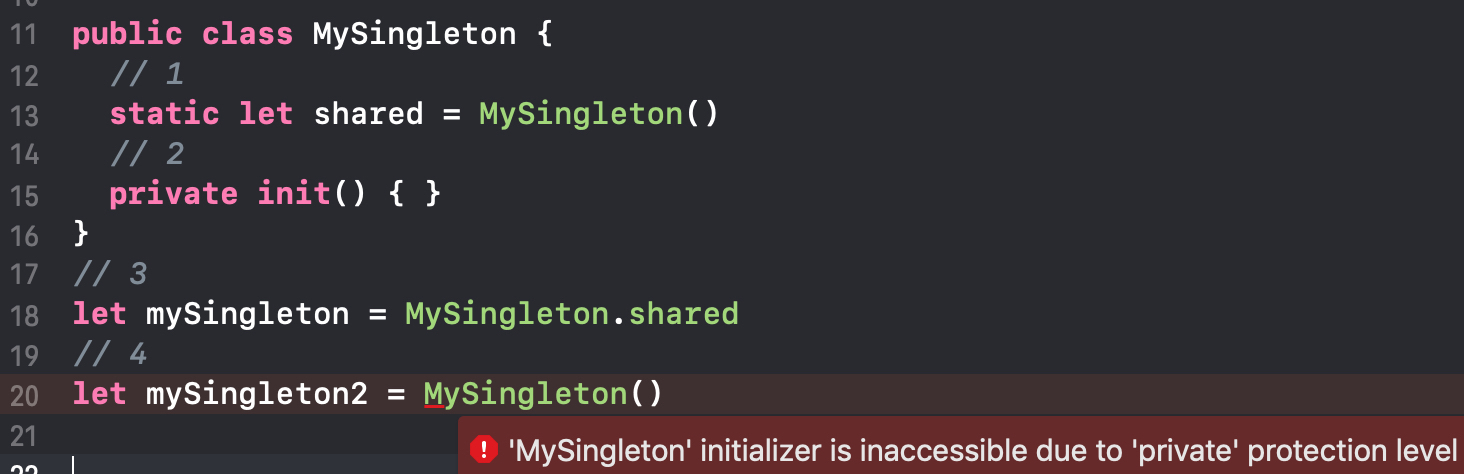 11 public class MySingleton {
12 // 1
13 static let shared = MySingleton()
14 // 2
15 private init() { }
16 }
17 // 3
18 let mySingleton = MySingleton.shared
19 // 4
20 let mySingleton2 = MySingleton()
21 'MySingleton' initializer is inaccessible due to 'private' protection level